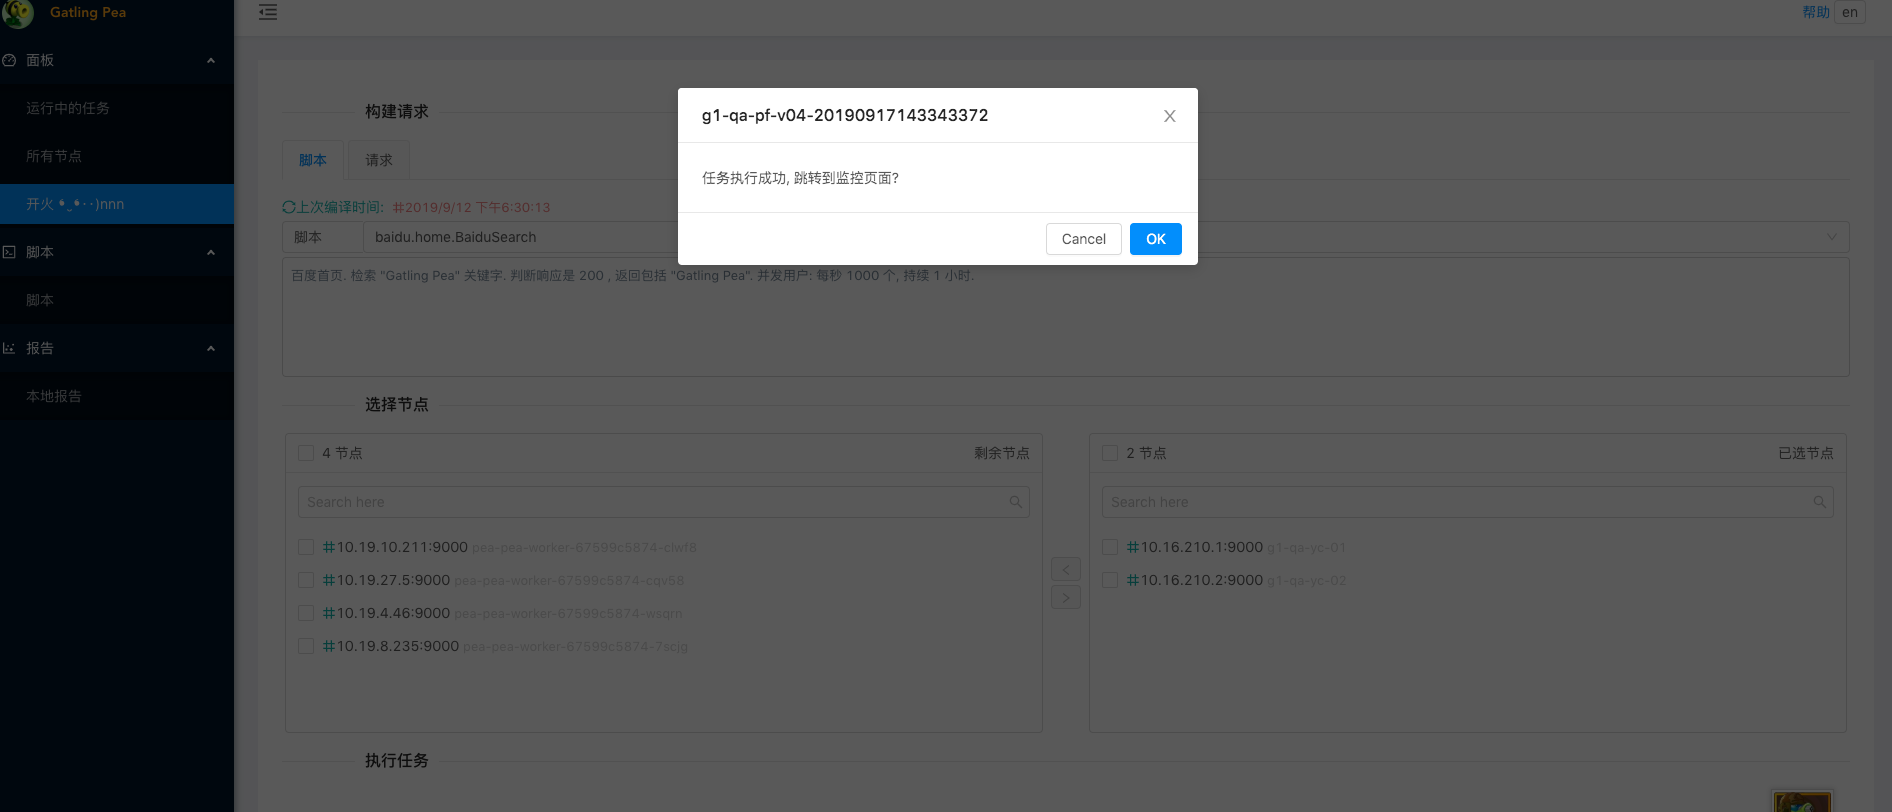 Gatling Pea
帮助 en
面板
运行中的任务
所有节点
开火
脚本
脚本
报告
本地报告
构建请求
脚本 请求
上次编译时间: #2019/9/12 下午6:30:13
脚本 baidu.home.BaiduSearch
百度首页. 检索 "Gatling Pea" 关键字. 判断响应是 200 , 返回包括 "Gatling Pea". 并发用户: 每秒 1000 个, 持续 1 小时.
g1-qa-pf-v04-20190917143343372
任务执行成功, 跳转到监控页面?
Cancel OK
选择节点
4 节点 剩余节点
Search here
#10.19.10.211:9000 pea-pea-worker-67599c5874-clwf8
#10.19.27.5:9000 pea-pea-worker-67599c5874-cqv58
#10.19.4.46:9000 pea-pea-worker-67599c5874-wsqrn
#10.19.8.235:9000 pea-pea-worker-67599c5874-7scjg
2 节点 已选节点
Search here
#10.16.210.1:9000 g1-qa-yc-01
#10.16.210.2:9000 g1-qa-yc-02
执行任务